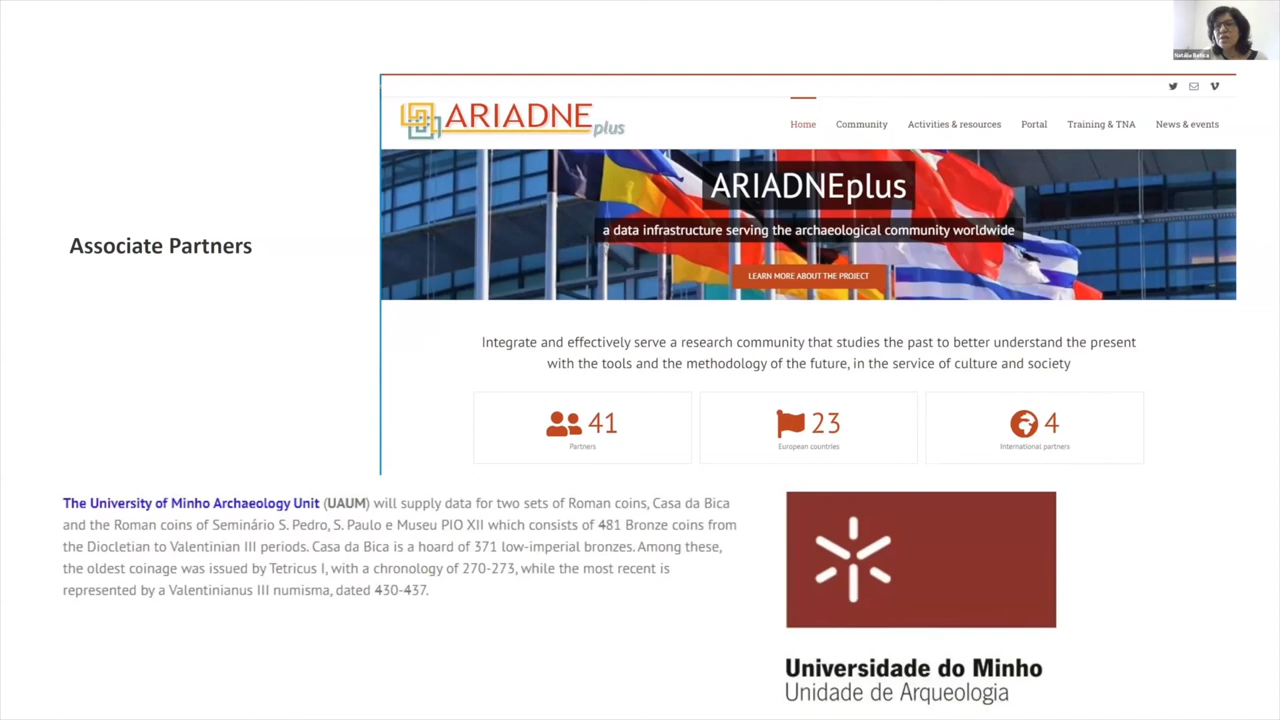 Natália Botica
ARIADNE
plus
Home Community Activities & resources Portal Training & TNA News & events
ARIADNEplus
a data infrastructure serving the archaeological community worldwide
LEARN MORE ABOUT THE PROJECT
Associate Partners
Integrate and effectively serve a research community that studies the past to better understand the present
with the tools and the methodology of the future, in the service of culture and society
41
Partners
23
European countries
4
International partners
The University of Minho Archaeology Unit (UAUM) will supply data for two sets of Roman coins, Casa da Bica
and the Roman coins of Seminário S. Pedro, S. Paulo e Museu PIO XII which consists of 481 Bronze coins from
the Diocletian to Valentinian III periods. Casa da Bica is a hoard of 371 low-imperial bronzes. Among these,
the oldest coinage was issued by Tetricus I, with a chronology of 270-273, while the most recent is
represented by a Valentinianus III numisma, dated 430-437.
Universidade do Minho
Unidade de Arqueologia